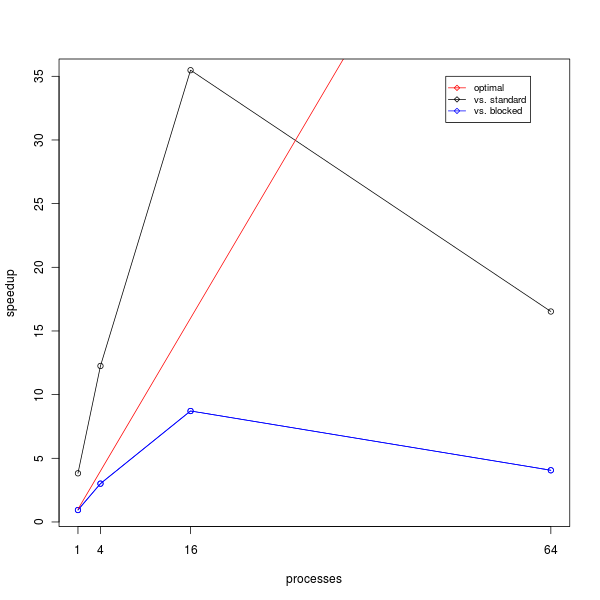 35
30
25
20
15
10
5
0
speedup
optimal
vs. standard
vs. blocked
1 4 16 64
processes